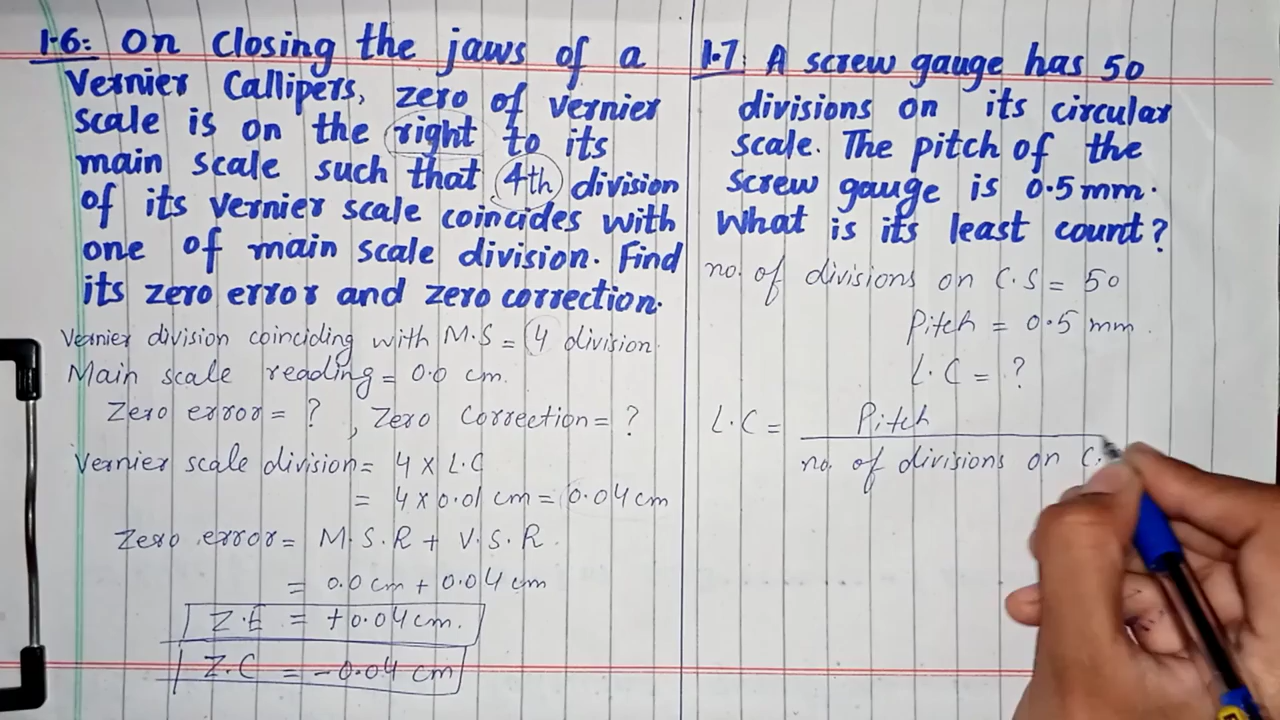 1.6: On closing the jaws of a
Vernier Callipers, zero of vernier
scale is on the right to its
main scale such that 4th division
of its vernier scale coincides with
one of main scale division. Find
its zero error and zero correction.
Vernier division coinciding with M.S = 4 division.
Main scale reading = 0.0 cm.
Zero error = ? , Zero Correction = ?
Vernier scale division = 4 x L.C
= 4 x 0.01 cm = 0.04 cm
Zero error = M.S.R + V.S.R.
= 0.0 cm + 0.04 cm
Z.E = +0.04 cm.
Z.C = -0.04 cm
1.7: A screw gauge has 50
divisions on its circular
scale. The pitch of the
screw gauge is 0.5 mm.
What is its least count?
no. of divisions on C.S = 50
Pitch = 0.5 mm.
L.C = ?
L.C = Pitch
no. of divisions on C.